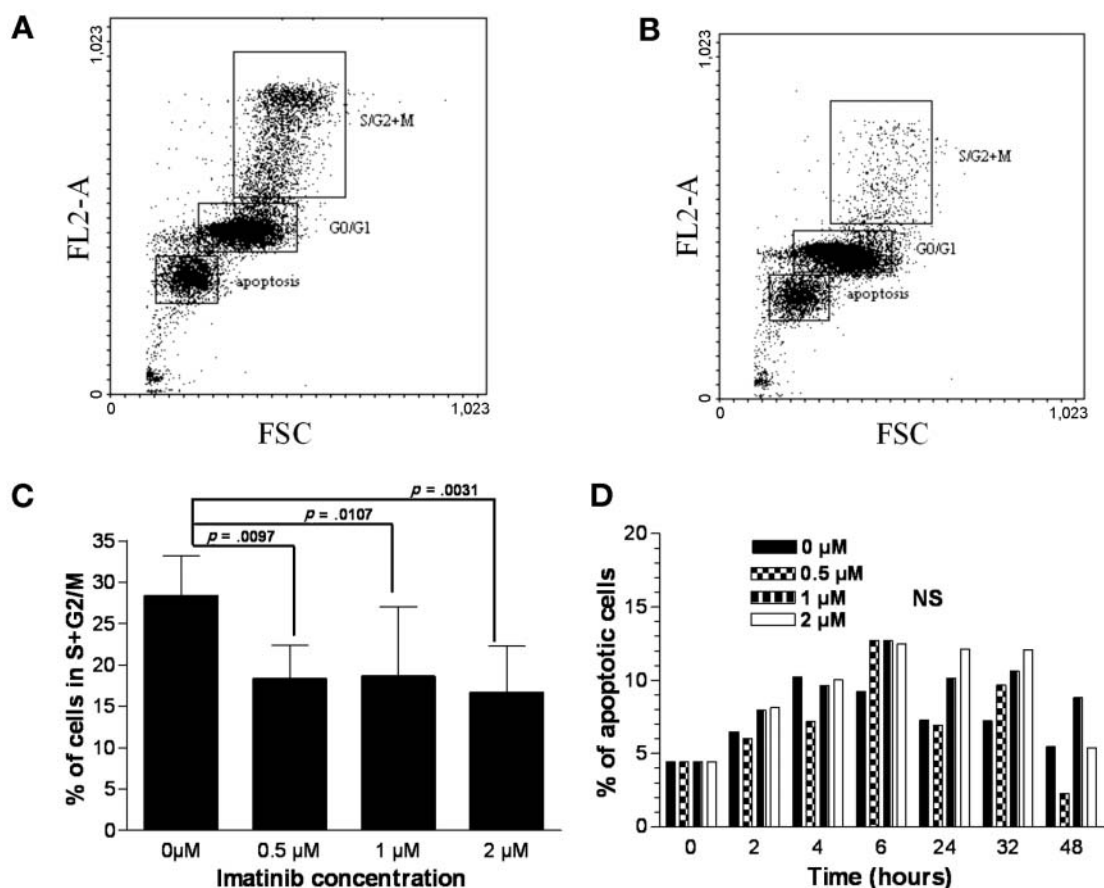 A
1,023
FL2-A
0
S/G2+M
G0/G1
apoptosis
0
1,023
FSC
B
1,023
FL2-A
0
S/G2+M
G0/G1
apoptosis
0
1,023
FSC
C
p = .0031
p = .0107
p = .0097
% of cells in S+G2/M
35
30
25
20
15
10
5
0
0μM
0.5 μM
1 μM
2 μM
Imatinib concentration
D
% of apoptotic cells
20
15
10
5
0
0 μM
0.5 μM
1 μM
2 μM
NS
0 2 4 6 24 32 48
Time (hours)